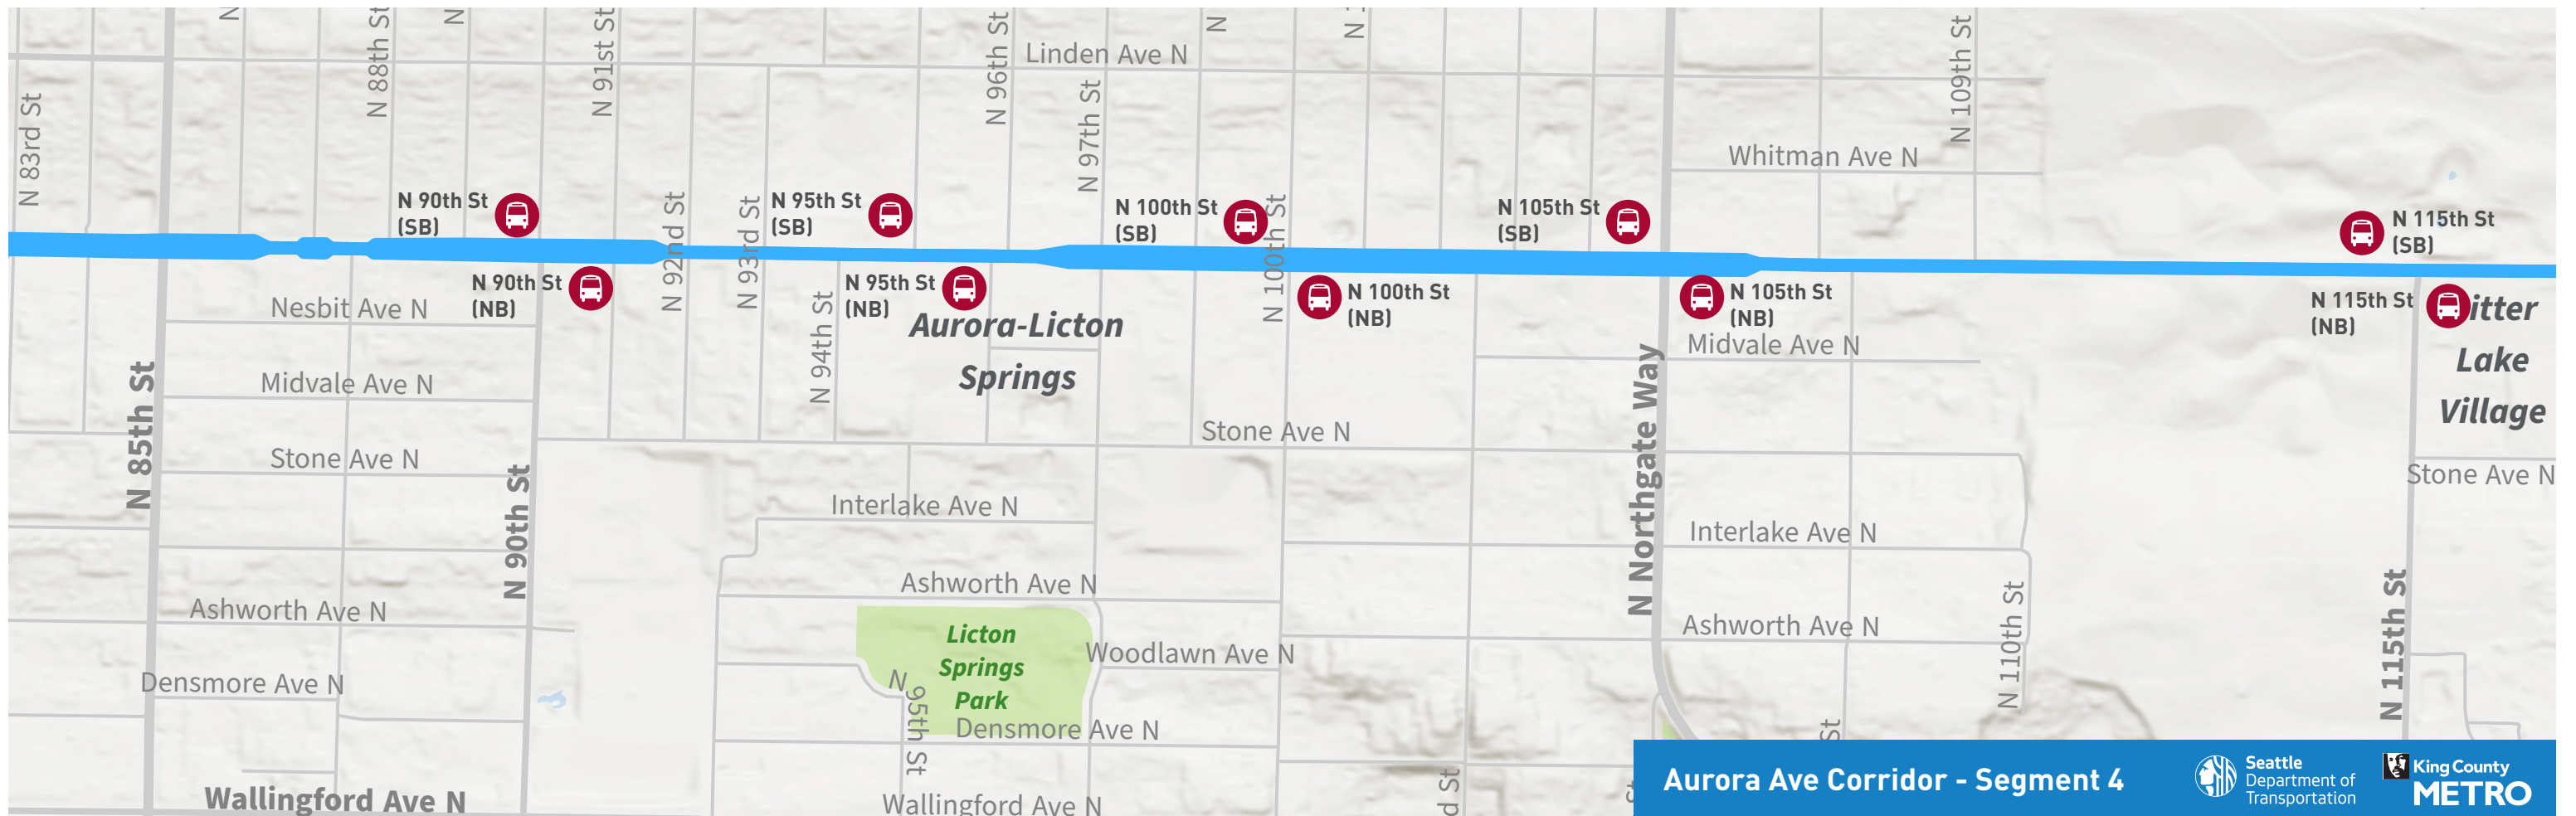 N
N 88th St
N
N 91st St
N 96th St
N
N
Linden Ave N
N 109th St
N 83rd St
N 97th St
Whitman Ave N
N 90th St
(SB)
N 92nd St
N 93rd St
N 95th St
(SB)
N 100th St
(SB)
N 100th St
N 105th St
(SB)
N 115th St
(SB)
N 90th St
(NB)
N 95th St
(NB)
N 100th St
(NB)
N 105th St
(NB)
N 115th St
(NB)
Nesbit Ave N
N 94th St
Aurora-Licton
Springs
Midvale Ave N
itter
Lake
Village
N 85th St
Midvale Ave N
N Northgate Way
Stone Ave N
Stone Ave N
Stone Ave N
N 90th St
Interlake Ave N
Interlake Ave N
Ashworth Ave N
Ashworth Ave N
Ashworth Ave N
N 110th St
N 115th St
Licton
Springs
Park
Woodlawn Ave N
Densmore Ave N
N 95th St
Densmore Ave N
St
Wallingford Ave N
Wallingford Ave N
d St
St
Aurora Ave Corridor - Segment 4
Seattle
Department of
Transportation
King County
METRO